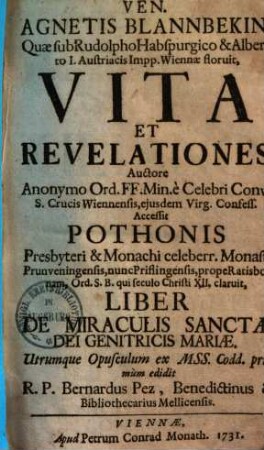 VEN.
AGNETIS BLANNBEKIN
Quæ sub Rudolpho Habspurgico & Alber
to I. Austriacis Impp. Wiennæ floruit,
VITA
ET
REVELATIONES
Auctore
Anonymo Ord. FF. Min. è Celebri Conv
S. Crucis Wiennensis, ejusdem Virg. Confess.
Accessit
POTHONIS
Presbyteri & Monachi celeberr. Monast
Prunveningensis, nunc Priflingensis, prope Ratisbo
nam, Ord. S. B. qui seculo Christi XII. claruit,
LIBER
DE MIRACULIS SANCTÆ
DEI GENITRICIS MARIÆ.
Utrumque Opusculum ex MSS. Codd. pri
mùm edidit
R. P. Bernardus Pez, Benedictinus &
Bibliothecarius Mellicensis.
VIENNÆ,
Apud Petrum Conrad Monath. 1731.